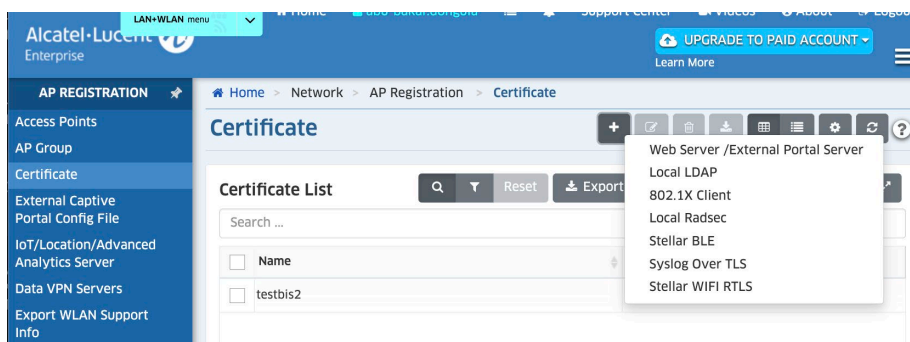 LAN+WLAN menu
Home
Support Center
Videos
About
Logou
Alcatel·Lucent
Enterprise
UPGRADE TO PAID ACCOUNT
Learn More
AP REGISTRATION
Home > Network > AP Registration > Certificate
Access Points
AP Group
Certificate
External Captive
Portal Config File
IoT/Location/Advanced
Analytics Server
Data VPN Servers
Export WLAN Support
Info
Certificate
?
Web Server /External Portal Server
Local LDAP
802.1X Client
Local Radsec
Stellar BLE
Syslog Over TLS
Stellar WIFI RTLS
Certificate List
Reset
Export
Search ...
Name
testbis2